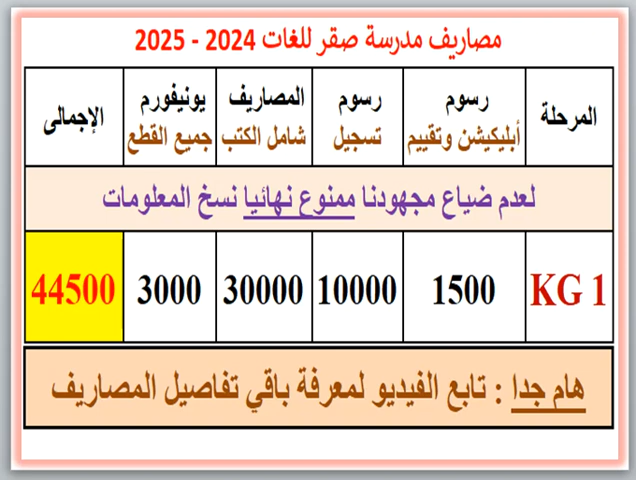 مصاريف مدرسة صقر للغات 2024 - 2025
المرحلة
رسوم
أبليكيشن وتقييم
رسوم
تسجيل
المصاريف
شامل الكتب
يونيفورم
جميع القطع
الإجمالى
لعدم ضياع مجهودنا ممنوع نهائيا نسخ المعلومات
KG 1 1500 10000 30000 3000 44500
هام جدا : تابع الفيديو لمعرفة باقي تفاصيل المصاريف